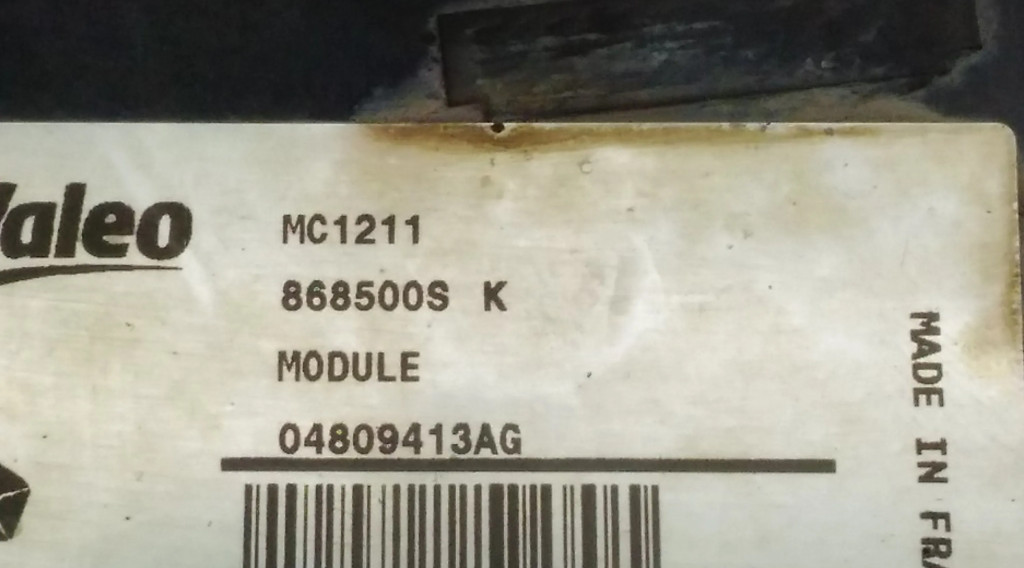 Valeo
MC1211
868500S K
MODULE
04809413AG
MADE IN FRA